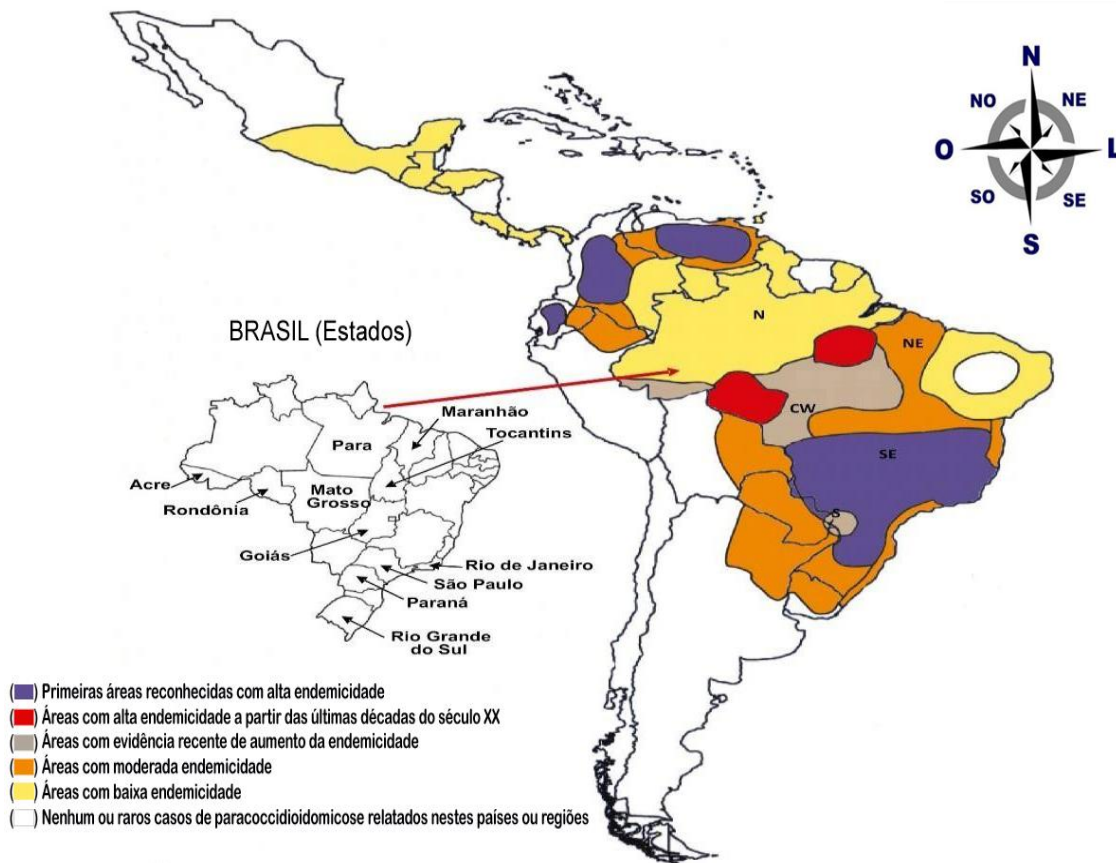 N
NO
NE
O
L
SO
SE
S
N
NE
CW
SE
S
BRASIL (Estados)
Maranhão
Tocantins
Para
Acre
Mato
Grosso
Rondônia
Goiás
Rio de Janeiro
São Paulo
Paraná
Rio Grande
do Sul
( ) Primeiras áreas reconhecidas com alta endemicidade
( ) Áreas com alta endemicidade a partir das últimas décadas do século XX
( ) Áreas com evidência recente de aumento da endemicidade
( ) Áreas com moderada endemicidade
( ) Áreas com baixa endemicidade
( ) Nenhum ou raros casos de paracoccidioidomicose relatados nestes países ou regiões